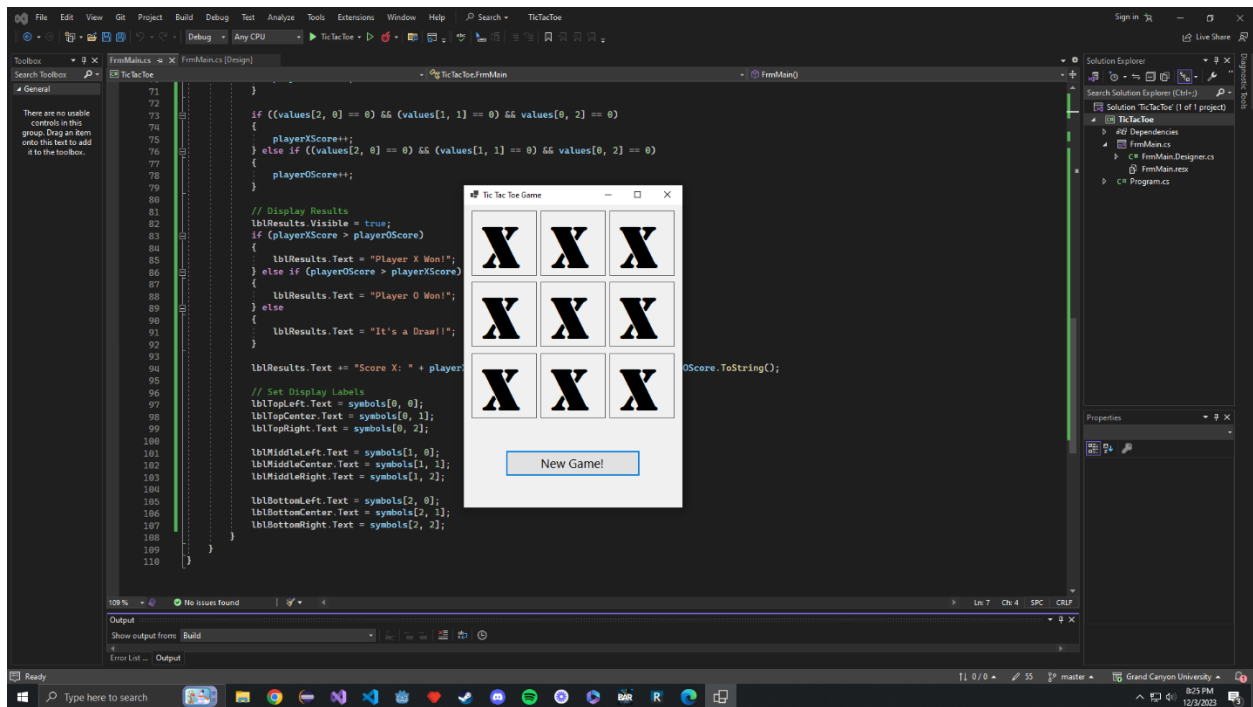 File Edit View Git Project Build Debug Test Analyze Tools Extensions Window Help Search TicTacToe Sign in
Debug Any CPU TicTacToe Live Share
Toolbox
Search Toolbox
General
There are no usable
controls in this
group. Drag an item
onto this text to add
it to the toolbox.
FrmMain.cs FrmMain.cs [Design]
TicTacToe TicTacToe.FrmMain FrmMain()
71 }
72
73 if ((values[2, 0] == 0) && (values[1, 1] == 0) && values[0, 2] == 0)
74 {
75 playerXScore++;
76 } else if ((values[2, 0] == 0) && (values[1, 1] == 0) && values[0, 2] == 0)
77 {
78 playerOScore++;
79 }
80
81 // Display Results
82 lblResults.Visible = true;
83 if (playerXScore > playerOScore)
84 {
85 lblResults.Text = "Player X Won!";
86 } else if (playerOScore > playerXScore)
87 {
88 lblResults.Text = "Player O Won!";
89 } else
90 {
91 lblResults.Text = "It's a Draw!!";
92 }
93
94 lblResults.Text += "Score X: " + player OScore.ToString();
95
96 // Set Display Labels
97 lblTopLeft.Text = symbols[0, 0];
98 lblTopCenter.Text = symbols[0, 1];
99 lblTopRight.Text = symbols[0, 2];
100
101 lblMiddleLeft.Text = symbols[1, 0];
102 lblMiddleCenter.Text = symbols[1, 1];
103 lblMiddleRight.Text = symbols[1, 2];
104
105 lblBottomLeft.Text = symbols[2, 0];
106 lblBottomCenter.Text = symbols[2, 1];
107 lblBottomRight.Text = symbols[2, 2];
108 }
109 }
110 }
Tic Tac Toe Game
X X X
X X X
X X X
New Game!
109 % No issues found Ln: 7 Ch: 4 SPC CRLF
Output
Show output from: Build
Error List ... Output
Solution Explorer
Search Solution Explorer (Ctrl+;)
Solution 'TicTacToe' (1 of 1 project)
TicTacToe
Dependencies
FrmMain.cs
C# FrmMain.Designer.cs
FrmMain.resx
C# Program.cs
Properties
Diagnostic Tools
Ready 0 / 0 55 master Grand Canyon University
Type here to search BAR R 8:25 PM
12/3/2023